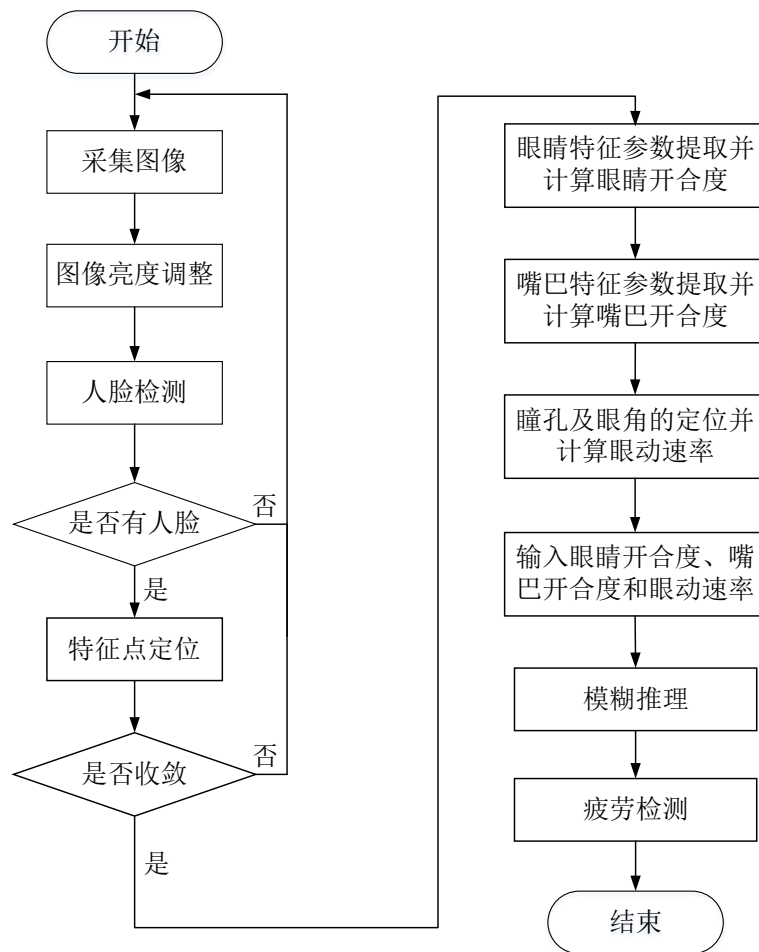 开始
采集图像
图像亮度调整
人脸检测
是否有人脸
否
是
特征点定位
是否收敛
否
是
眼睛特征参数提取并
计算眼睛开合度
嘴巴特征参数提取并
计算嘴巴开合度
瞳孔及眼角的定位并
计算眼动速率
输入眼睛开合度、嘴
巴开合度和眼动速率
模糊推理
疲劳检测
结束